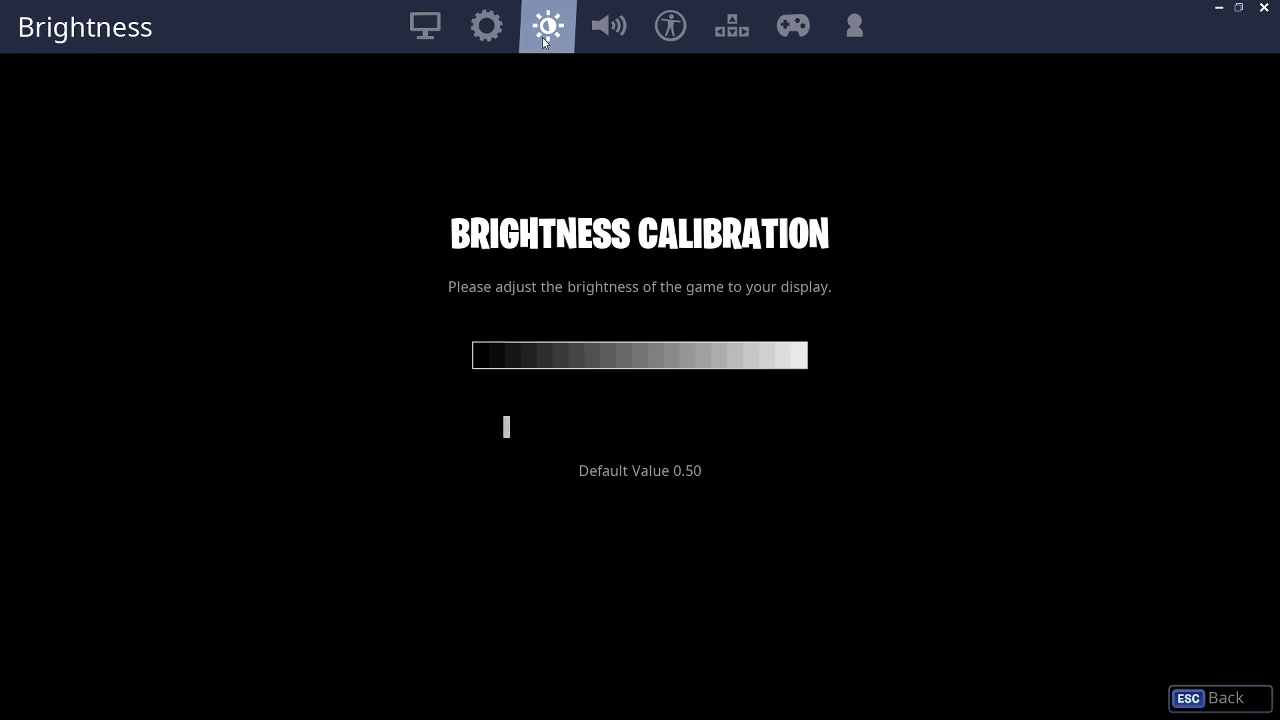 Brightness
BRIGHTNESS CALIBRATION
Please adjust the brightness of the game to your display.
Default Value 0.50
ESC Back